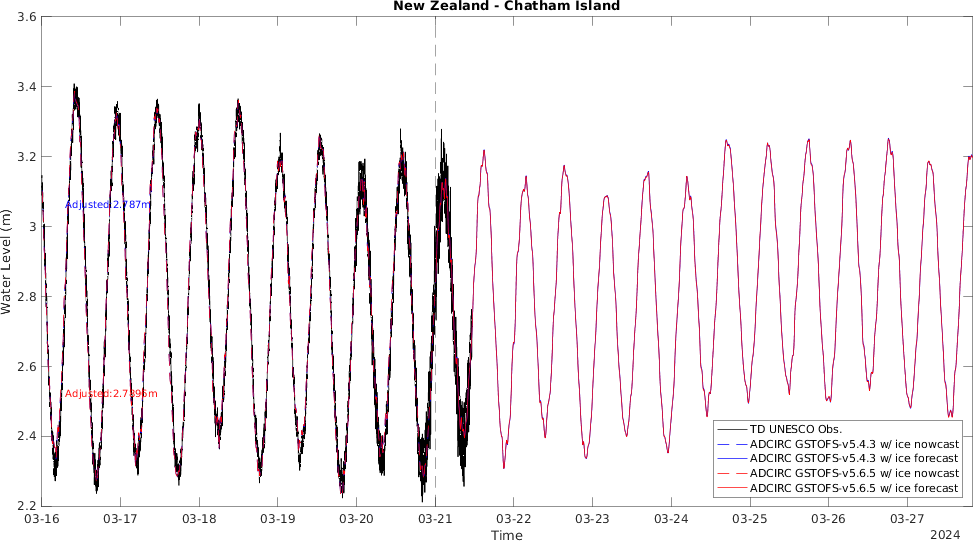 New Zealand - Chatham Island
3.6
3.4
3.2
3
2.8
2.6
2.4
2.2
Water Level (m)
Adjusted:2.787m
Adjusted:2.7396m
TD UNESCO Obs.
ADCIRC GSTOFS-v5.4.3 w/ ice nowcast
ADCIRC GSTOFS-v5.4.3 w/ ice forecast
ADCIRC GSTOFS-v5.6.5 w/ ice nowcast
ADCIRC GSTOFS-v5.6.5 w/ ice forecast
03-16 03-17 03-18 03-19 03-20 03-21 03-22 03-23 03-24 03-25 03-26 03-27
Time
2024